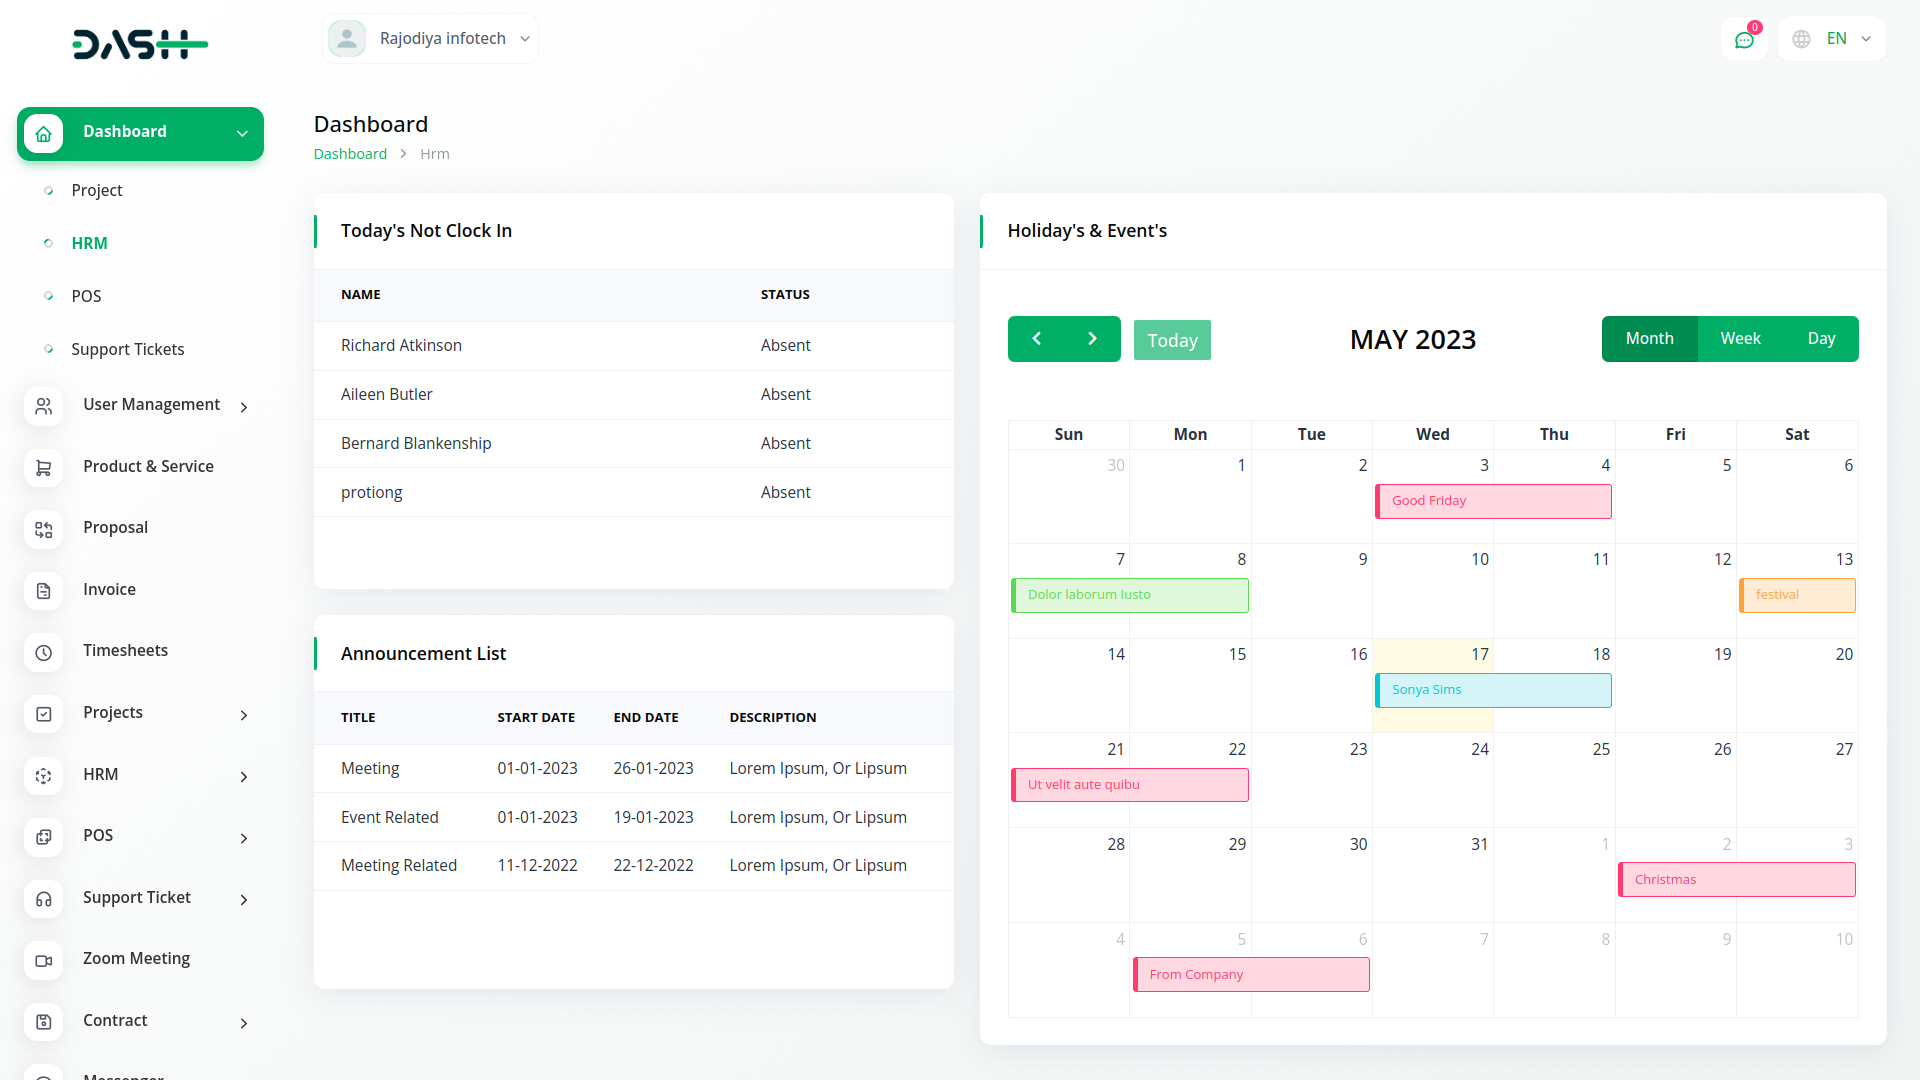 DASH
Rajodiya infotech
0
EN
Dashboard
Project
HRM
POS
Support Tickets
User Management
Product & Service
Proposal
Invoice
Timesheets
Projects
HRM
POS
Support Ticket
Zoom Meeting
Contract
Messenger
Dashboard
Dashboard > Hrm
Today's Not Clock In
NAME STATUS
Richard Atkinson Absent
Aileen Butler Absent
Bernard Blankenship Absent
protiong Absent
Announcement List
TITLE START DATE END DATE DESCRIPTION
Meeting 01-01-2023 26-01-2023 Lorem Ipsum, Or Lipsum
Event Related 01-01-2023 19-01-2023 Lorem Ipsum, Or Lipsum
Meeting Related 11-12-2022 22-12-2022 Lorem Ipsum, Or Lipsum
Holiday's & Event's
Today MAY 2023 Month Week Day
Sun Mon Tue Wed Thu Fri Sat
30 1 2 3 4 5 6
Good Friday
7 8 9 10 11 12 13
Dolor laborum Iusto festival
14 15 16 17 18 19 20
Sonya Sims
21 22 23 24 25 26 27
Ut velit aute quibu
28 29 30 31 1 2 3
Christmas
4 5 6 7 8 9 10
From Company